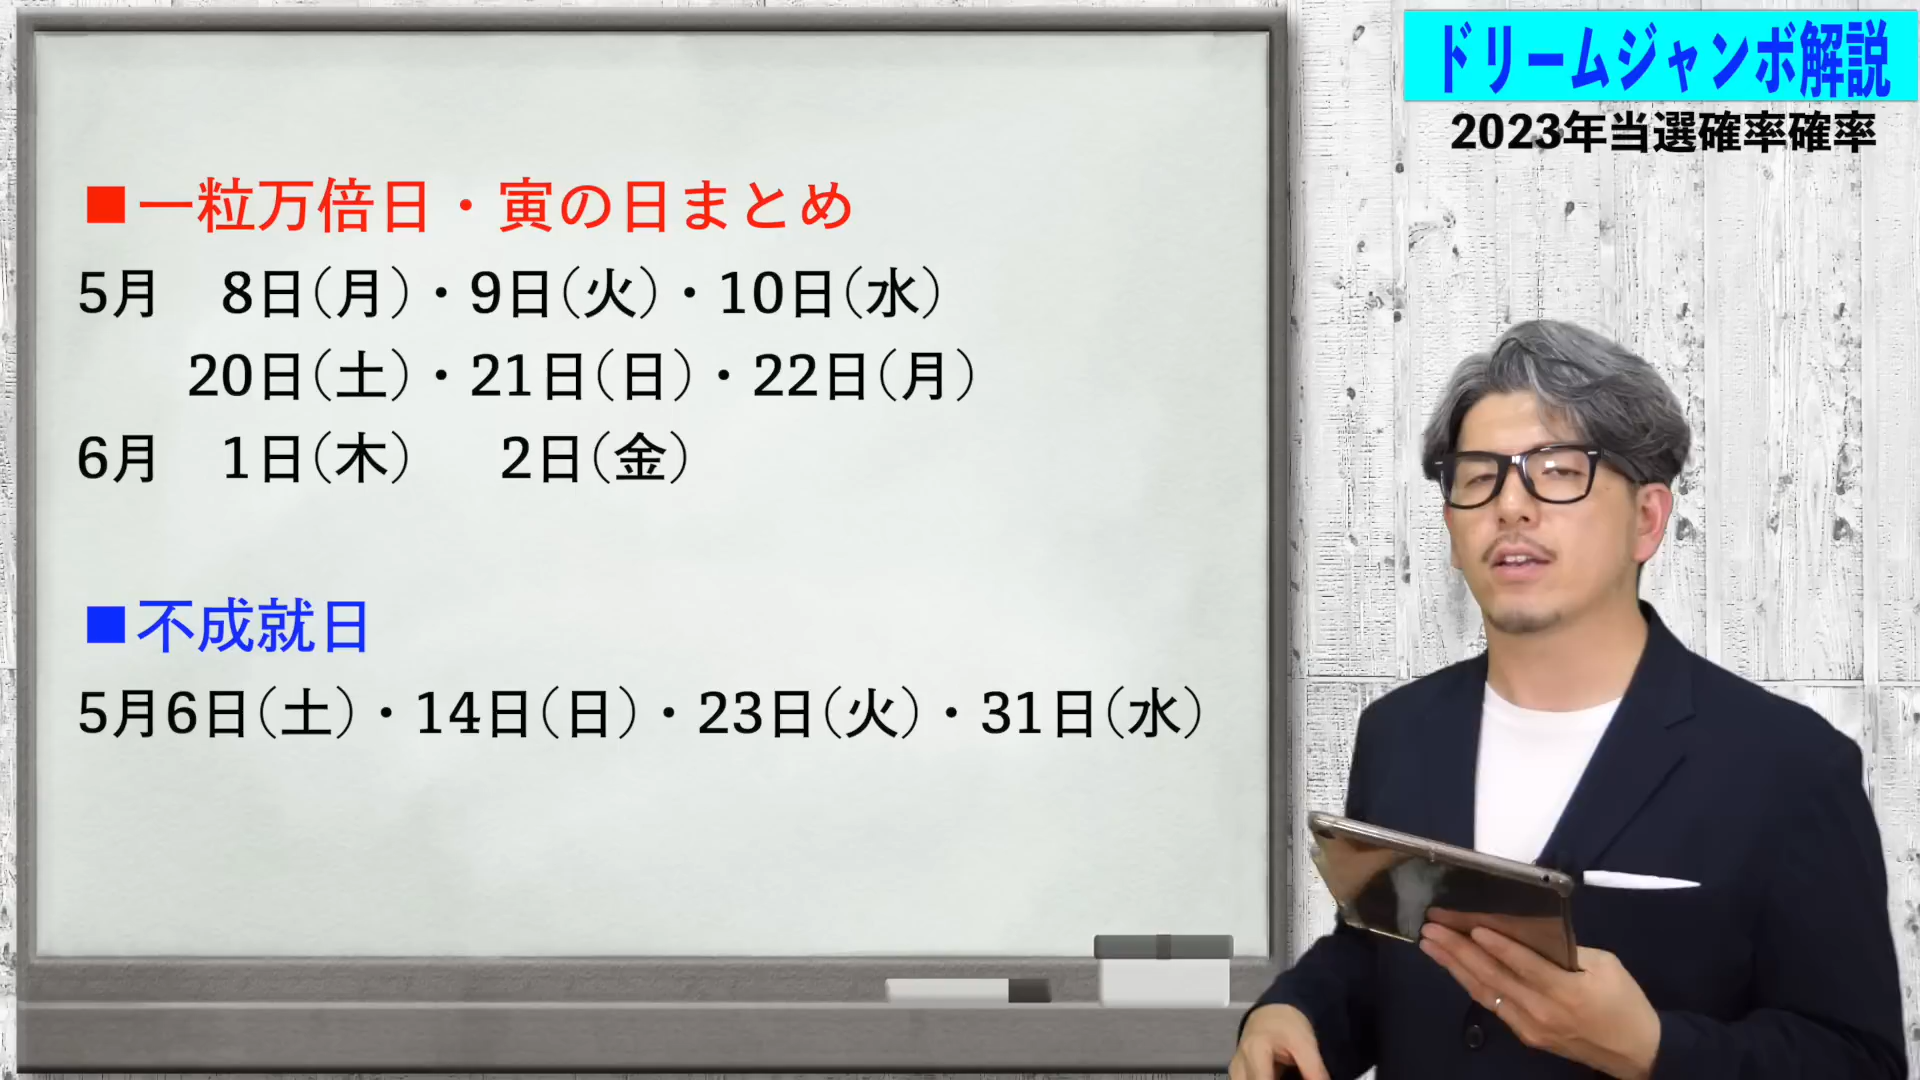 ドリームジャンボ解説
2023年当選確率確率
■一粒万倍日・寅の日まとめ
5月　8日(月)・9日(火)・10日(水)
20日(土)・21日(日)・22日(月)
6月　1日(木)　2日(金)
■不成就日
5月6日(土)・14日(日)・23日(火)・31日(水)